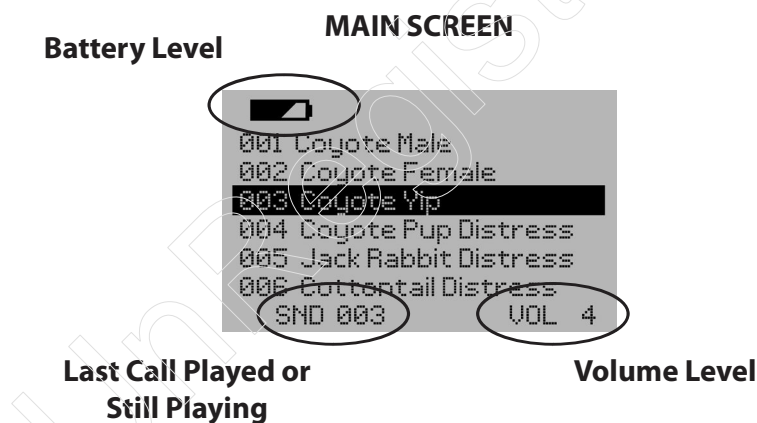 MAIN SCREEN
Battery Level
001 Coyote Male
002 Coyote Female
003 Coyote Yip
004 Coyote Pup Distress
005 Jack Rabbit Distress
006 Cottontail Distress
SND 003 VOL 4
Last Call Played or
Still Playing
Volume Level
UnRegist